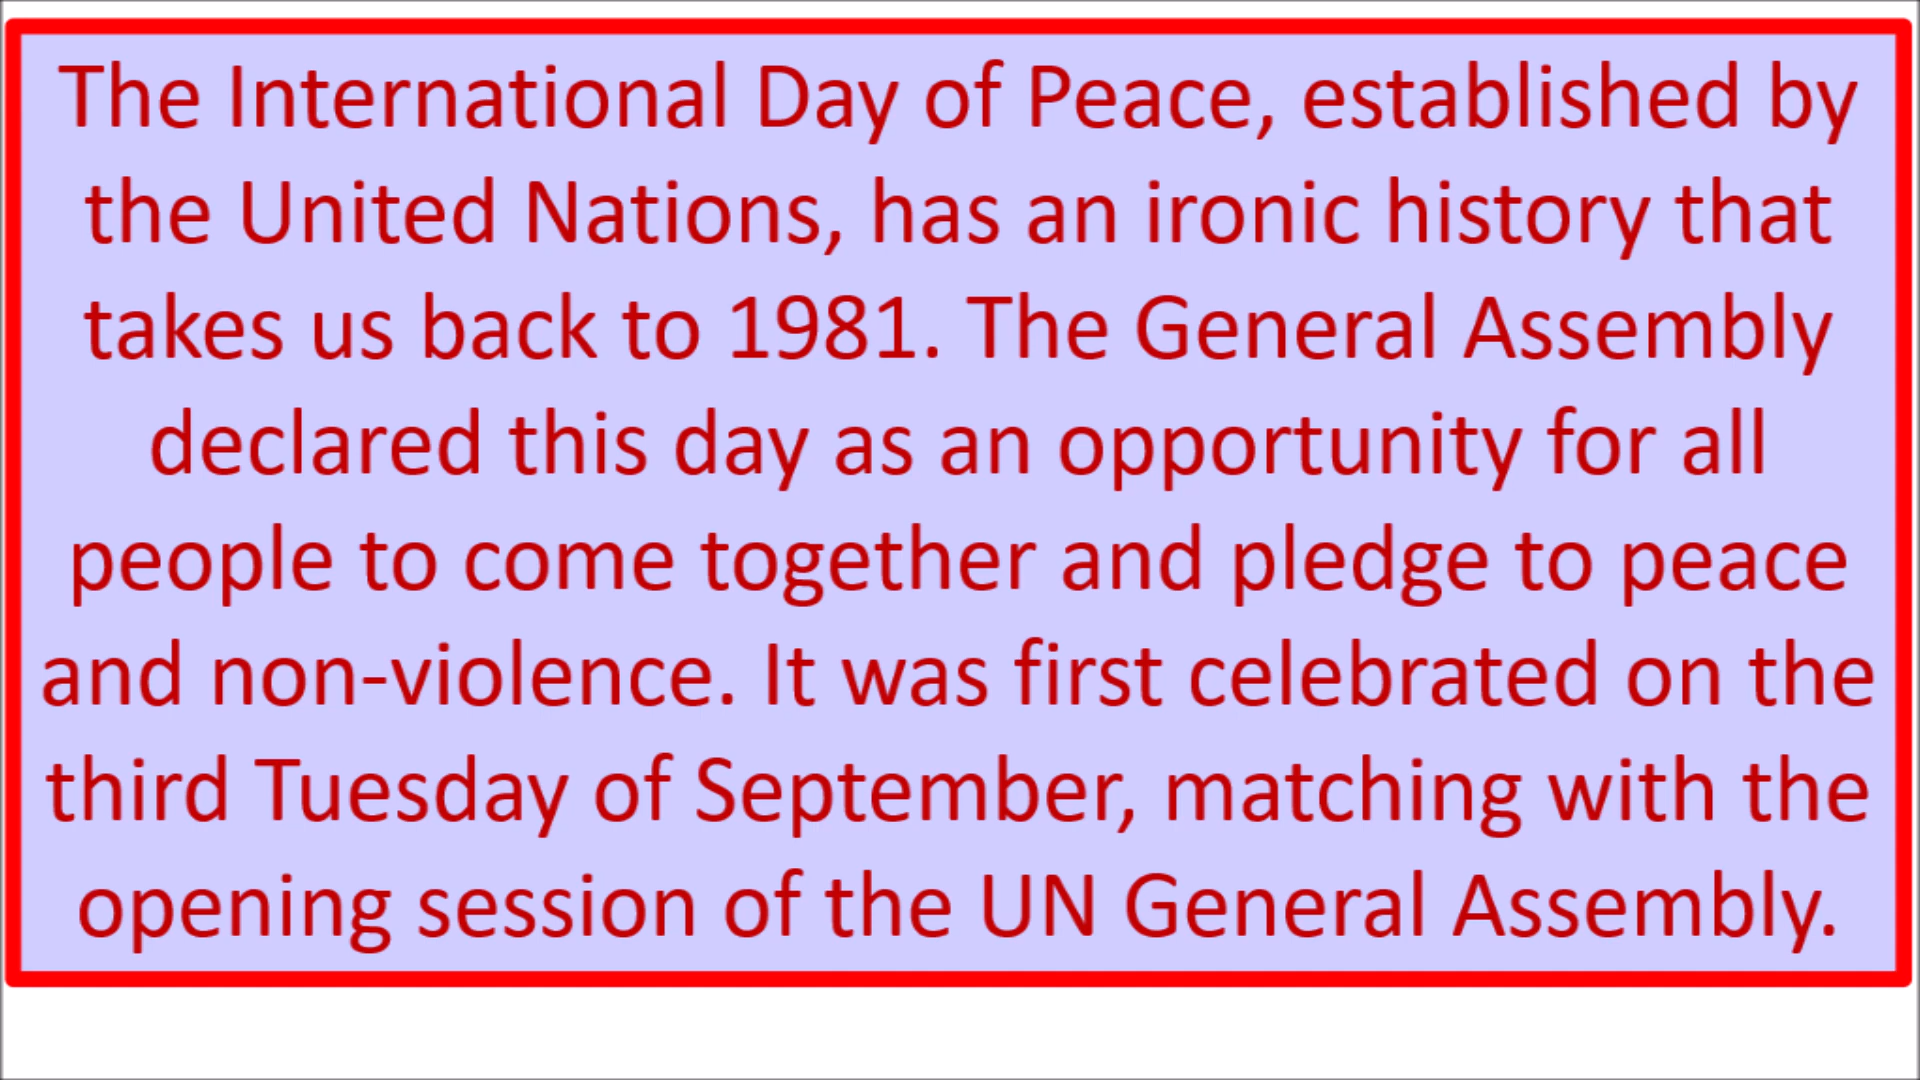 The International Day of Peace, established by
the United Nations, has an ironic history that
takes us back to 1981. The General Assembly
declared this day as an opportunity for all
people to come together and pledge to peace
and non-violence. It was first celebrated on the
third Tuesday of September, matching with the
opening session of the UN General Assembly.